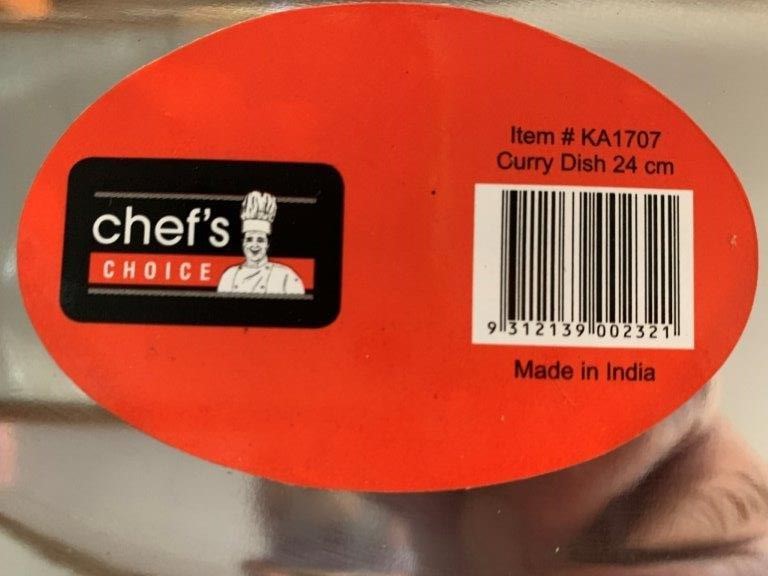 chef's
CHOICE
Item # KA1707
Curry Dish 24 cm
9 312139 002321
Made in India